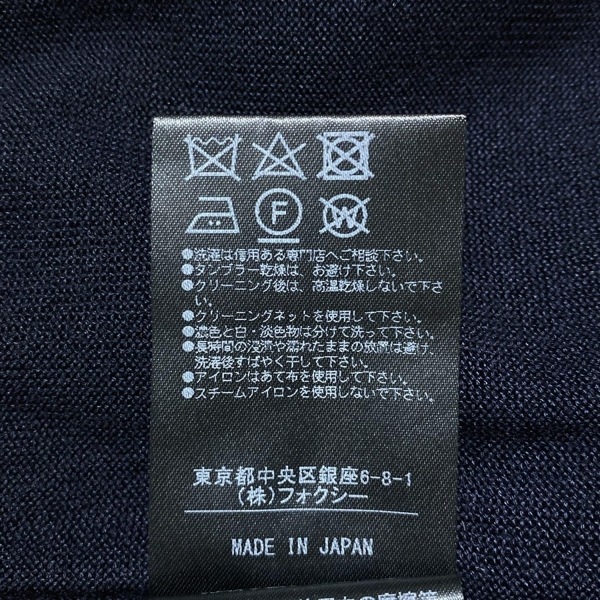 W
F
W
●洗濯は信用ある専門店へご相談下さい。
●タンブラー乾燥は、お避け下さい。
●クリーニング後は、高温乾燥しないで下さ
い。
●クリーニングネットを使用して下さい。
●濃色と白・淡色物は分けて洗って下さい。
●長時間の浸漬や濡れたままの放置は避け、
洗濯後すばやく干して下さい。
●アイロンはあて布を使用して下さい。
●スチームアイロンを使用して下さい。
東京都中央区銀座6-8-1
(株)フォクシー
MADE IN JAPAN